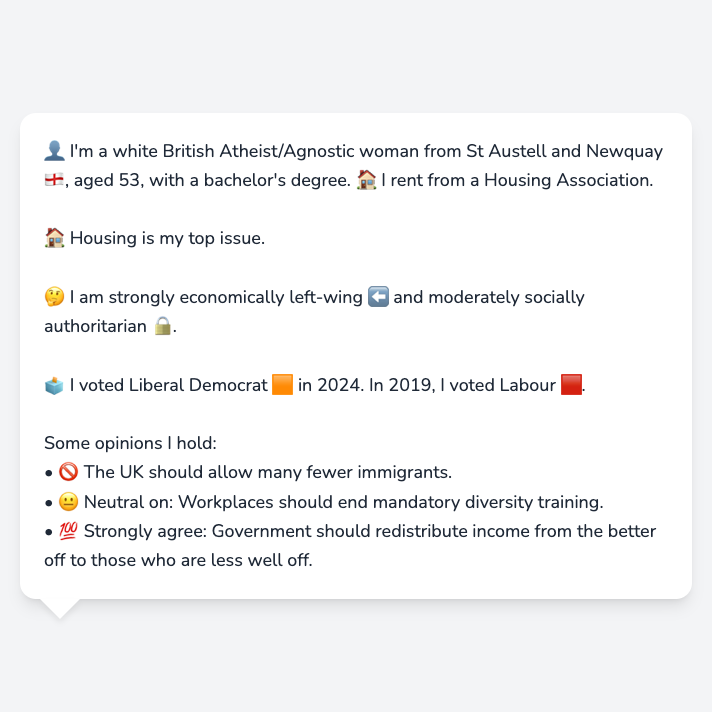 👤 I'm a white British Atheist/Agnostic woman from St Austell and Newquay
🏴󠁧󠁢󠁥󠁮󠁧󠁿, aged 53, with a bachelor's degree. 🏠 I rent from a Housing Association.
🏠 Housing is my top issue.
🤔 I am strongly economically left-wing ⬅️ and moderately socially
authoritarian 🔒.
🗳️ I voted Liberal Democrat 🟧 in 2024. In 2019, I voted Labour 🟥.
Some opinions I hold:
• 🚫 The UK should allow many fewer immigrants.
• 😐 Neutral on: Workplaces should end mandatory diversity training.
• 💯 Strongly agree: Government should redistribute income from the better
off to those who are less well off.